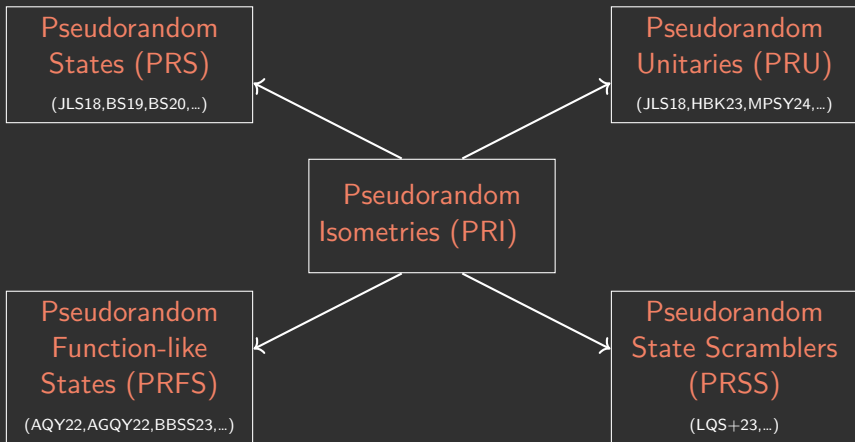 Pseudorandom
States (PRS)
(JLS18,BS19,BS20,...)
Pseudorandom
Unitaries (PRU)
(JLS18,HBK23,MPSY24,...)
Pseudorandom
Isometries (PRI)
Pseudorandom
Function-like
States (PRFS)
(AQY22,AGQY22,BBSS23,...)
Pseudorandom
State Scramblers
(PRSS)
(LQS+23,...)